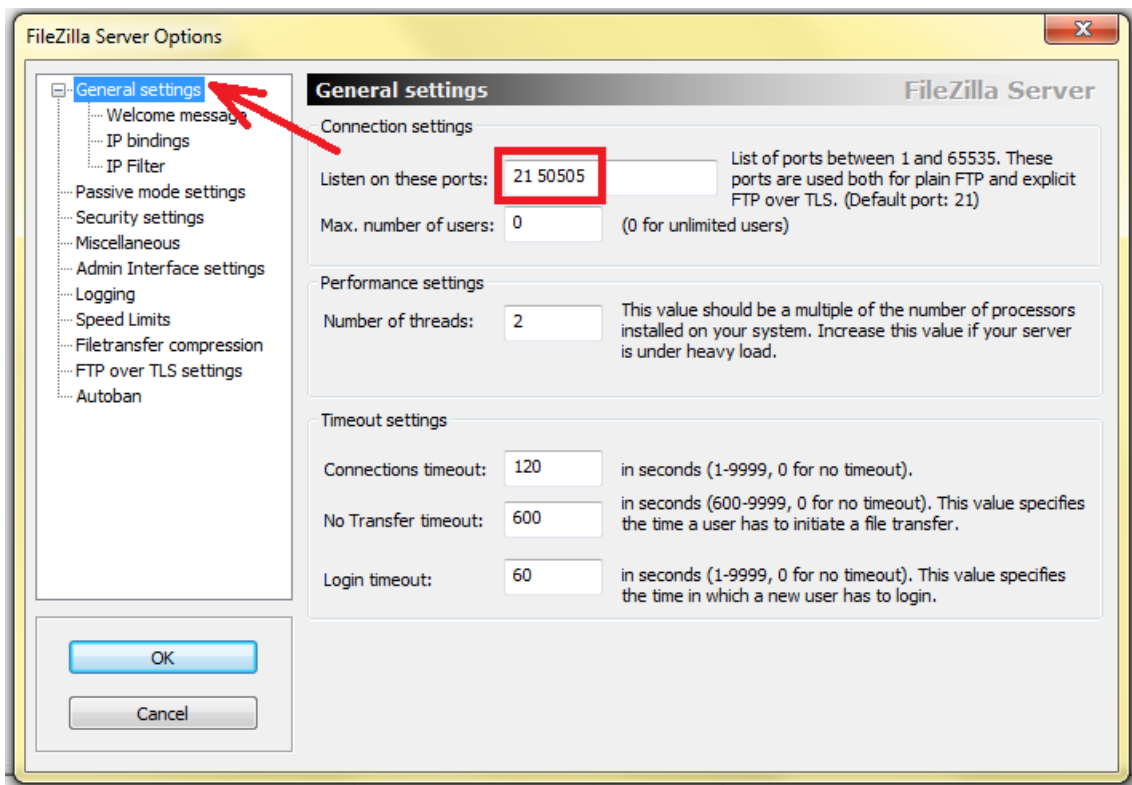 FileZilla Server Options
General settings
Welcome message
IP bindings
IP Filter
Passive mode settings
Security settings
Miscellaneous
Admin Interface settings
Logging
Speed Limits
Filetransfer compression
FTP over TLS settings
Autoban
OK
Cancel
General settings
FileZilla Server
Connection settings
Listen on these ports:
21 50505
List of ports between 1 and 65535. These
ports are used both for plain FTP and explicit
FTP over TLS. (Default port: 21)
Max. number of users:
0
(0 for unlimited users)
Performance settings
Number of threads:
2
This value should be a multiple of the number of processors
installed on your system. Increase this value if your server
is under heavy load.
Timeout settings
Connections timeout:
120
in seconds (1-9999, 0 for no timeout).
No Transfer timeout:
600
in seconds (600-9999, 0 for no timeout). This value specifies
the time a user has to initiate a file transfer.
Login timeout:
60
in seconds (1-9999, 0 for no timeout). This value specifies
the time in which a new user has to login.